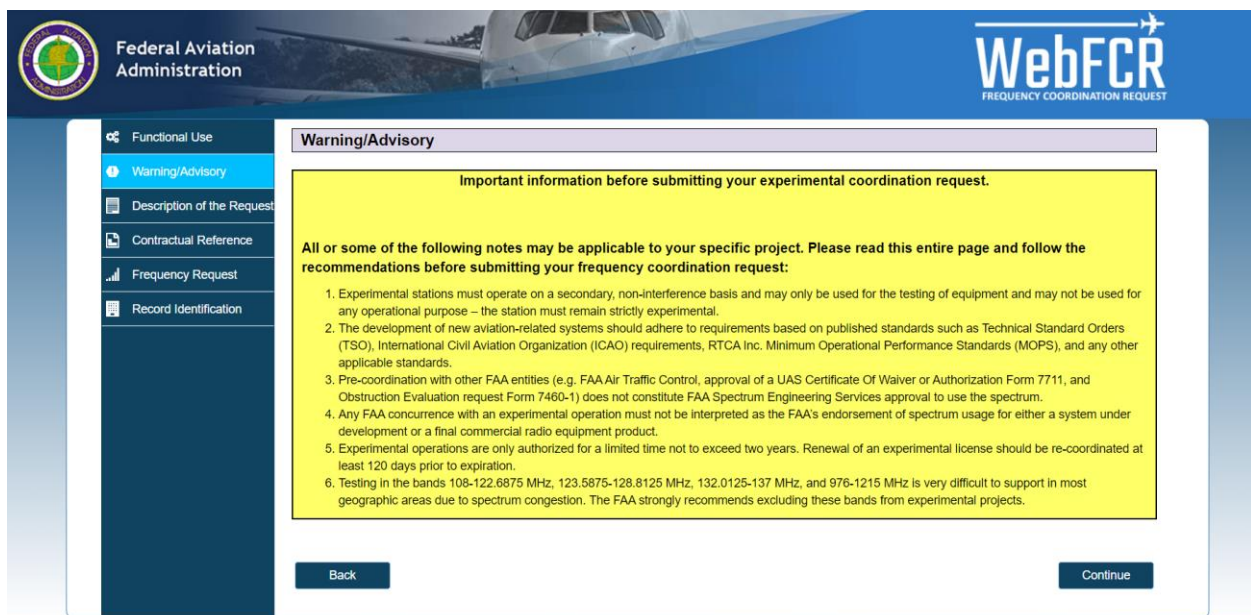 Federal Aviation
Administration
WebFCR
FREQUENCY COORDINATION REQUEST
Functional Use
Warning/Advisory
Description of the Request
Contractual Reference
Frequency Request
Record Identification
Warning/Advisory
Important information before submitting your experimental coordination request.
All or some of the following notes may be applicable to your specific project. Please read this entire page and follow the
recommendations before submitting your frequency coordination request:
1. Experimental stations must operate on a secondary, non-interference basis and may only be used for the testing of equipment and may not be used for
any operational purpose – the station must remain strictly experimental.
2. The development of new aviation-related systems should adhere to requirements based on published standards such as Technical Standard Orders
(TSO), International Civil Aviation Organization (ICAO) requirements, RTCA Inc. Minimum Operational Performance Standards (MOPS), and any other
applicable standards.
3. Pre-coordination with other FAA entities (e.g. FAA Air Traffic Control, approval of a UAS Certificate Of Waiver or Authorization Form 7711, and
Obstruction Evaluation request Form 7460-1) does not constitute FAA Spectrum Engineering Services approval to use the spectrum.
4. Any FAA concurrence with an experimental operation must not be interpreted as the FAA's endorsement of spectrum usage for either a system under
development or a final commercial radio equipment product.
5. Experimental operations are only authorized for a limited time not to exceed two years. Renewal of an experimental license should be re-coordinated at
least 120 days prior to expiration.
6. Testing in the bands 108-122.6875 MHz, 123.5875-128.8125 MHz, 132.0125-137 MHz, and 976-1215 MHz is very difficult to support in most
geographic areas due to spectrum congestion. The FAA strongly recommends excluding these bands from experimental projects.
Back
Continue